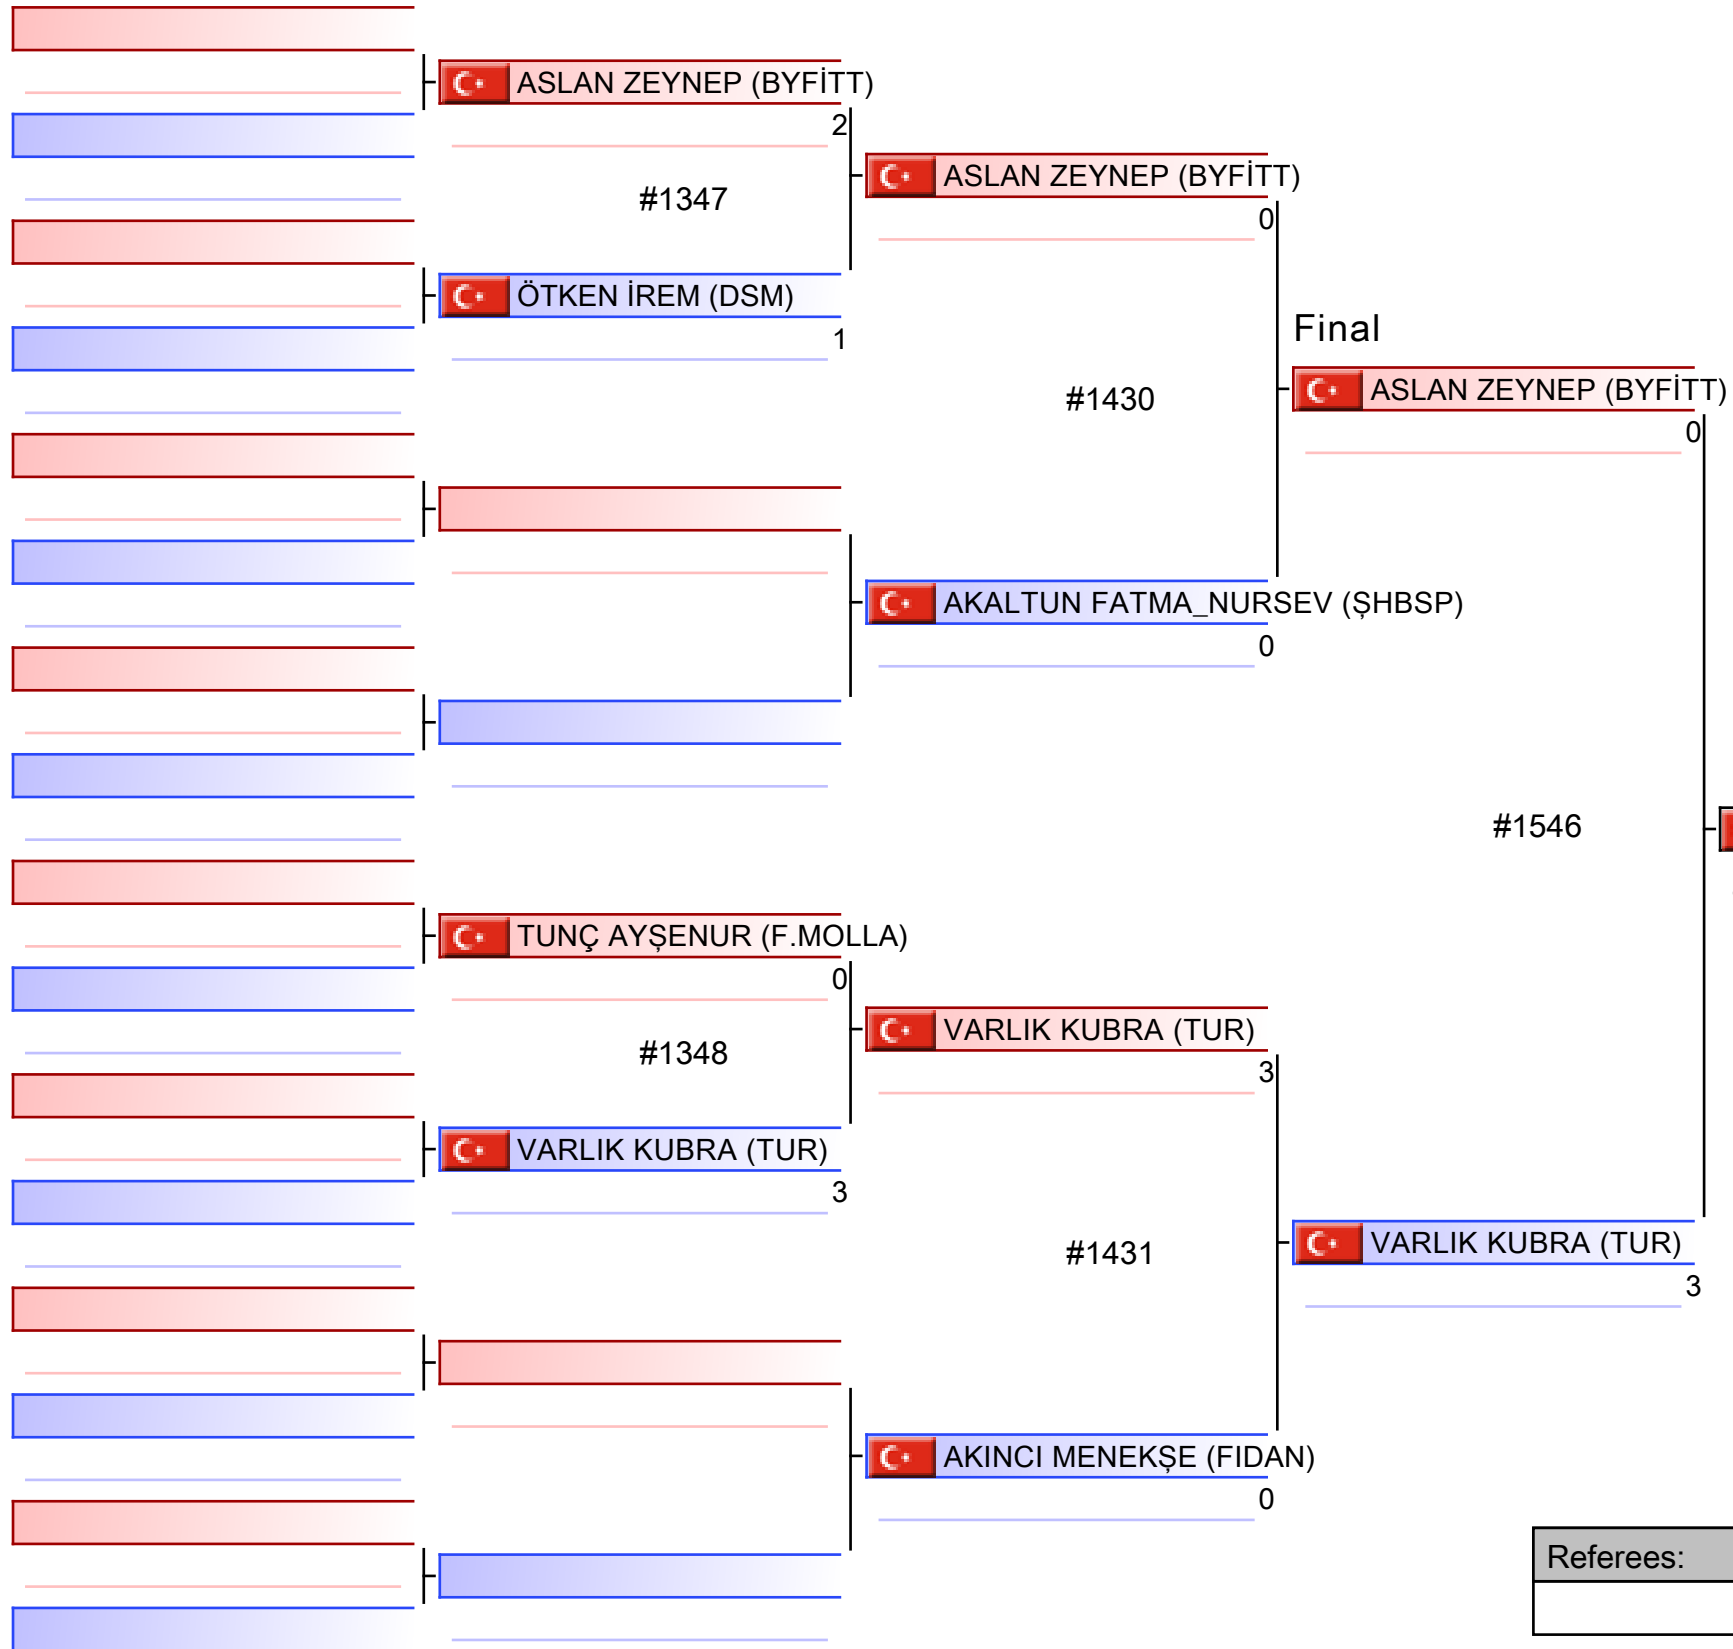 ASLAN ZEYNEP (BYFİTT)
2
#1347
ÖTKEN İREM (DSM)
1
ASLAN ZEYNEP (BYFİTT)
0
#1430
AKALTUN FATMA_NURSEV (ŞHBSP)
0
Final
ASLAN ZEYNEP (BYFİTT)
0
#1546
TUNÇ AYŞENUR (F.MOLLA)
0
#1348
VARLIK KUBRA (TUR)
3
VARLIK KUBRA (TUR)
3
#1431
AKINCI MENEKŞE (FIDAN)
0
VARLIK KUBRA (TUR)
3
Referees: